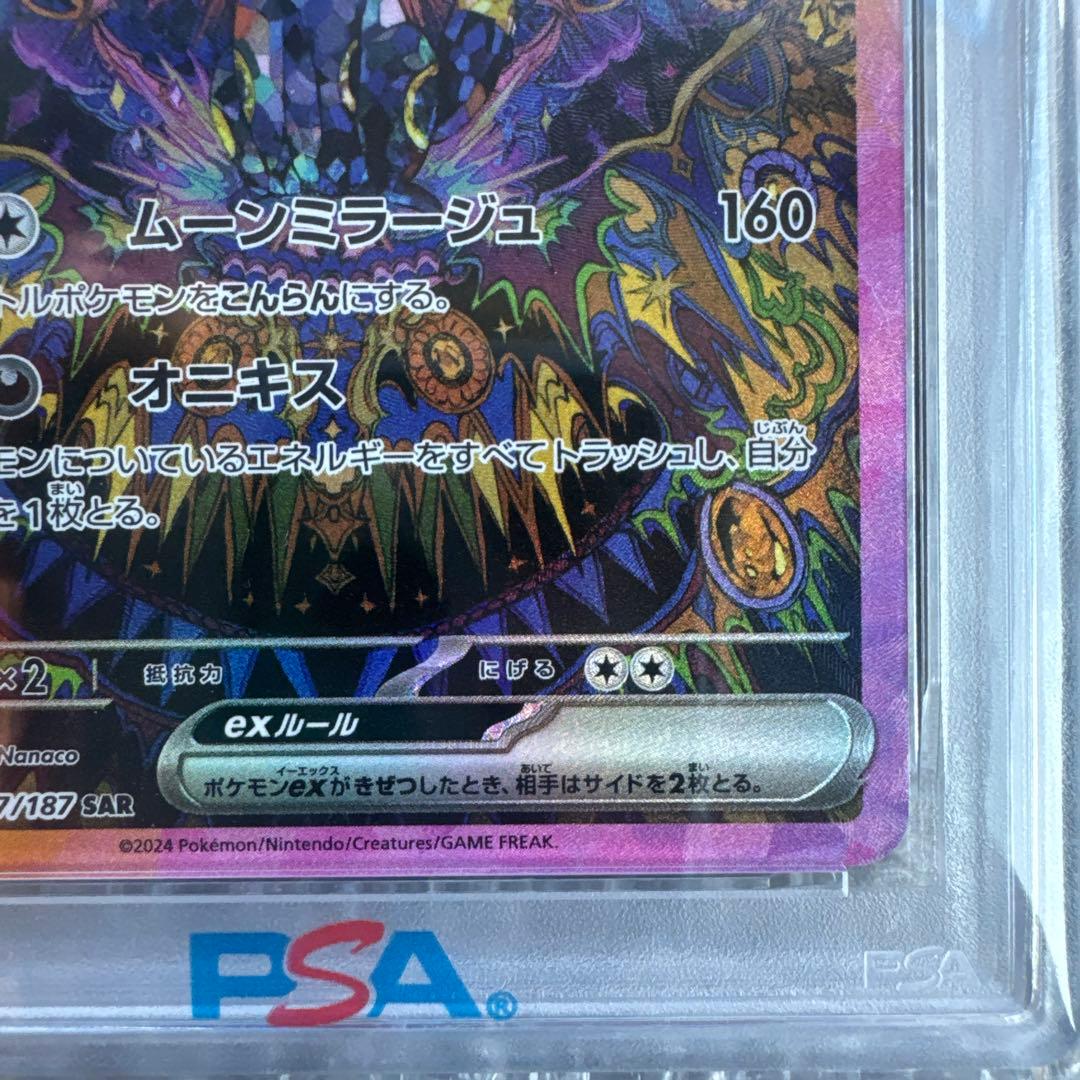 ムーンミラージュ 160
トルポケモンをこんらんにする。
オニキス
モンについているエネルギーをすべてトラッシュし、自分
じぶん
を1枚とる。
まい
×2 抵抗力 にげる
exルール
ポケモンexがきぜつしたとき、相手はサイドを2枚とる。
イーエックス あいて まい
Nanaco
7/187 SAR
©2024 Pokémon/Nintendo/Creatures/GAME FREAK.
PSA®
PSA